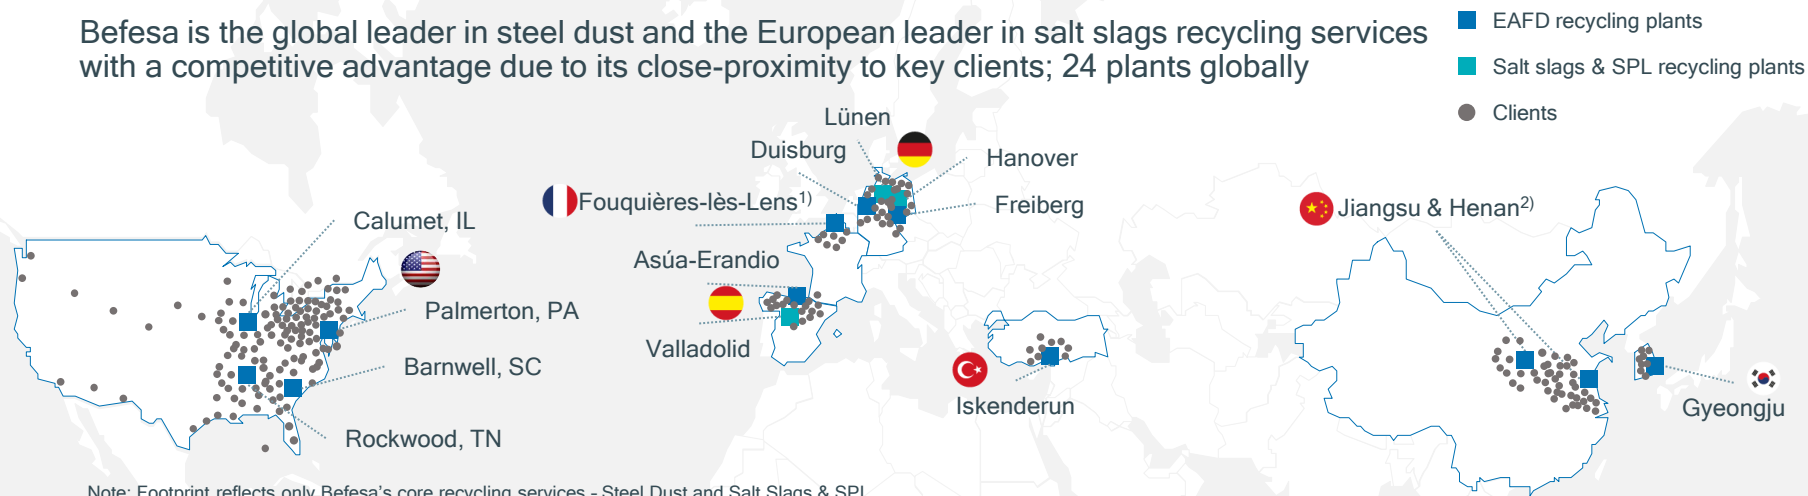 Befesa is the global leader in steel dust and the European leader in salt slags recycling services
with a competitive advantage due to its close-proximity to key clients; 24 plants globally
EAFD recycling plants
Salt slags & SPL recycling plants
Clients
Lünen
Duisburg
Hanover
Fouquières-lès-Lens1)
Freiberg
Jiangsu & Henan2)
Calumet, IL
Asúa-Erandio
Palmerton, PA
Valladolid
Barnwell, SC
Iskenderun
Gyeongju
Rockwood, TN
Note: Footprint reflects only Befesa's core recycling services - Steel Dust and Salt Slags & SPL